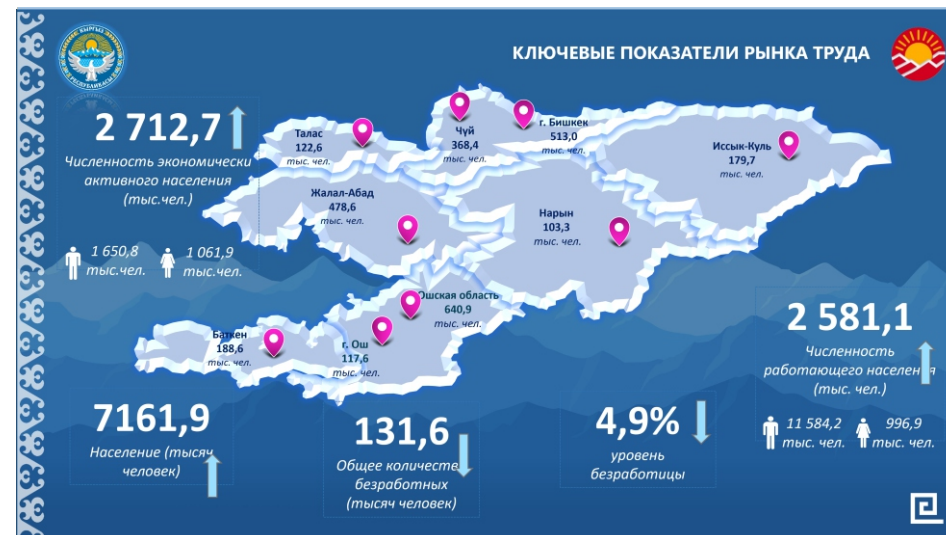 КЛЮЧЕВЫЕ ПОКАЗАТЕЛИ РЫНКА ТРУДА
КЫРГЫЗ
РЕСПУБЛИКАСЫ
2 712,7
Численность экономически
активного населения
(тыс.чел.)
1 650,8
тыс.чел.
1 061,9
тыс.чел.
Талас
122,6
тыс. чел.
Чуй
368,4
тыс. чел.
г. Бишкек
513,0
тыс. чел.
Иссык-Куль
179,7
тыс. чел.
Жалал-Абад
478,6
тыс. чел.
Нарын
103,3
тыс. чел.
Ошская область
640,9
тыс. чел.
г. Ош
117,6
тыс. чел.
Баткен
188,6
тыс. чел.
2 581,1
Численность
работающего населения
(тыс. чел.)
11 584,2
тыс. чел.
996,9
тыс. чел.
7161,9
Население (тысяч
человек)
131,6
Общее количество
безработных
(тысяч человек)
4,9%
уровень
безработицы